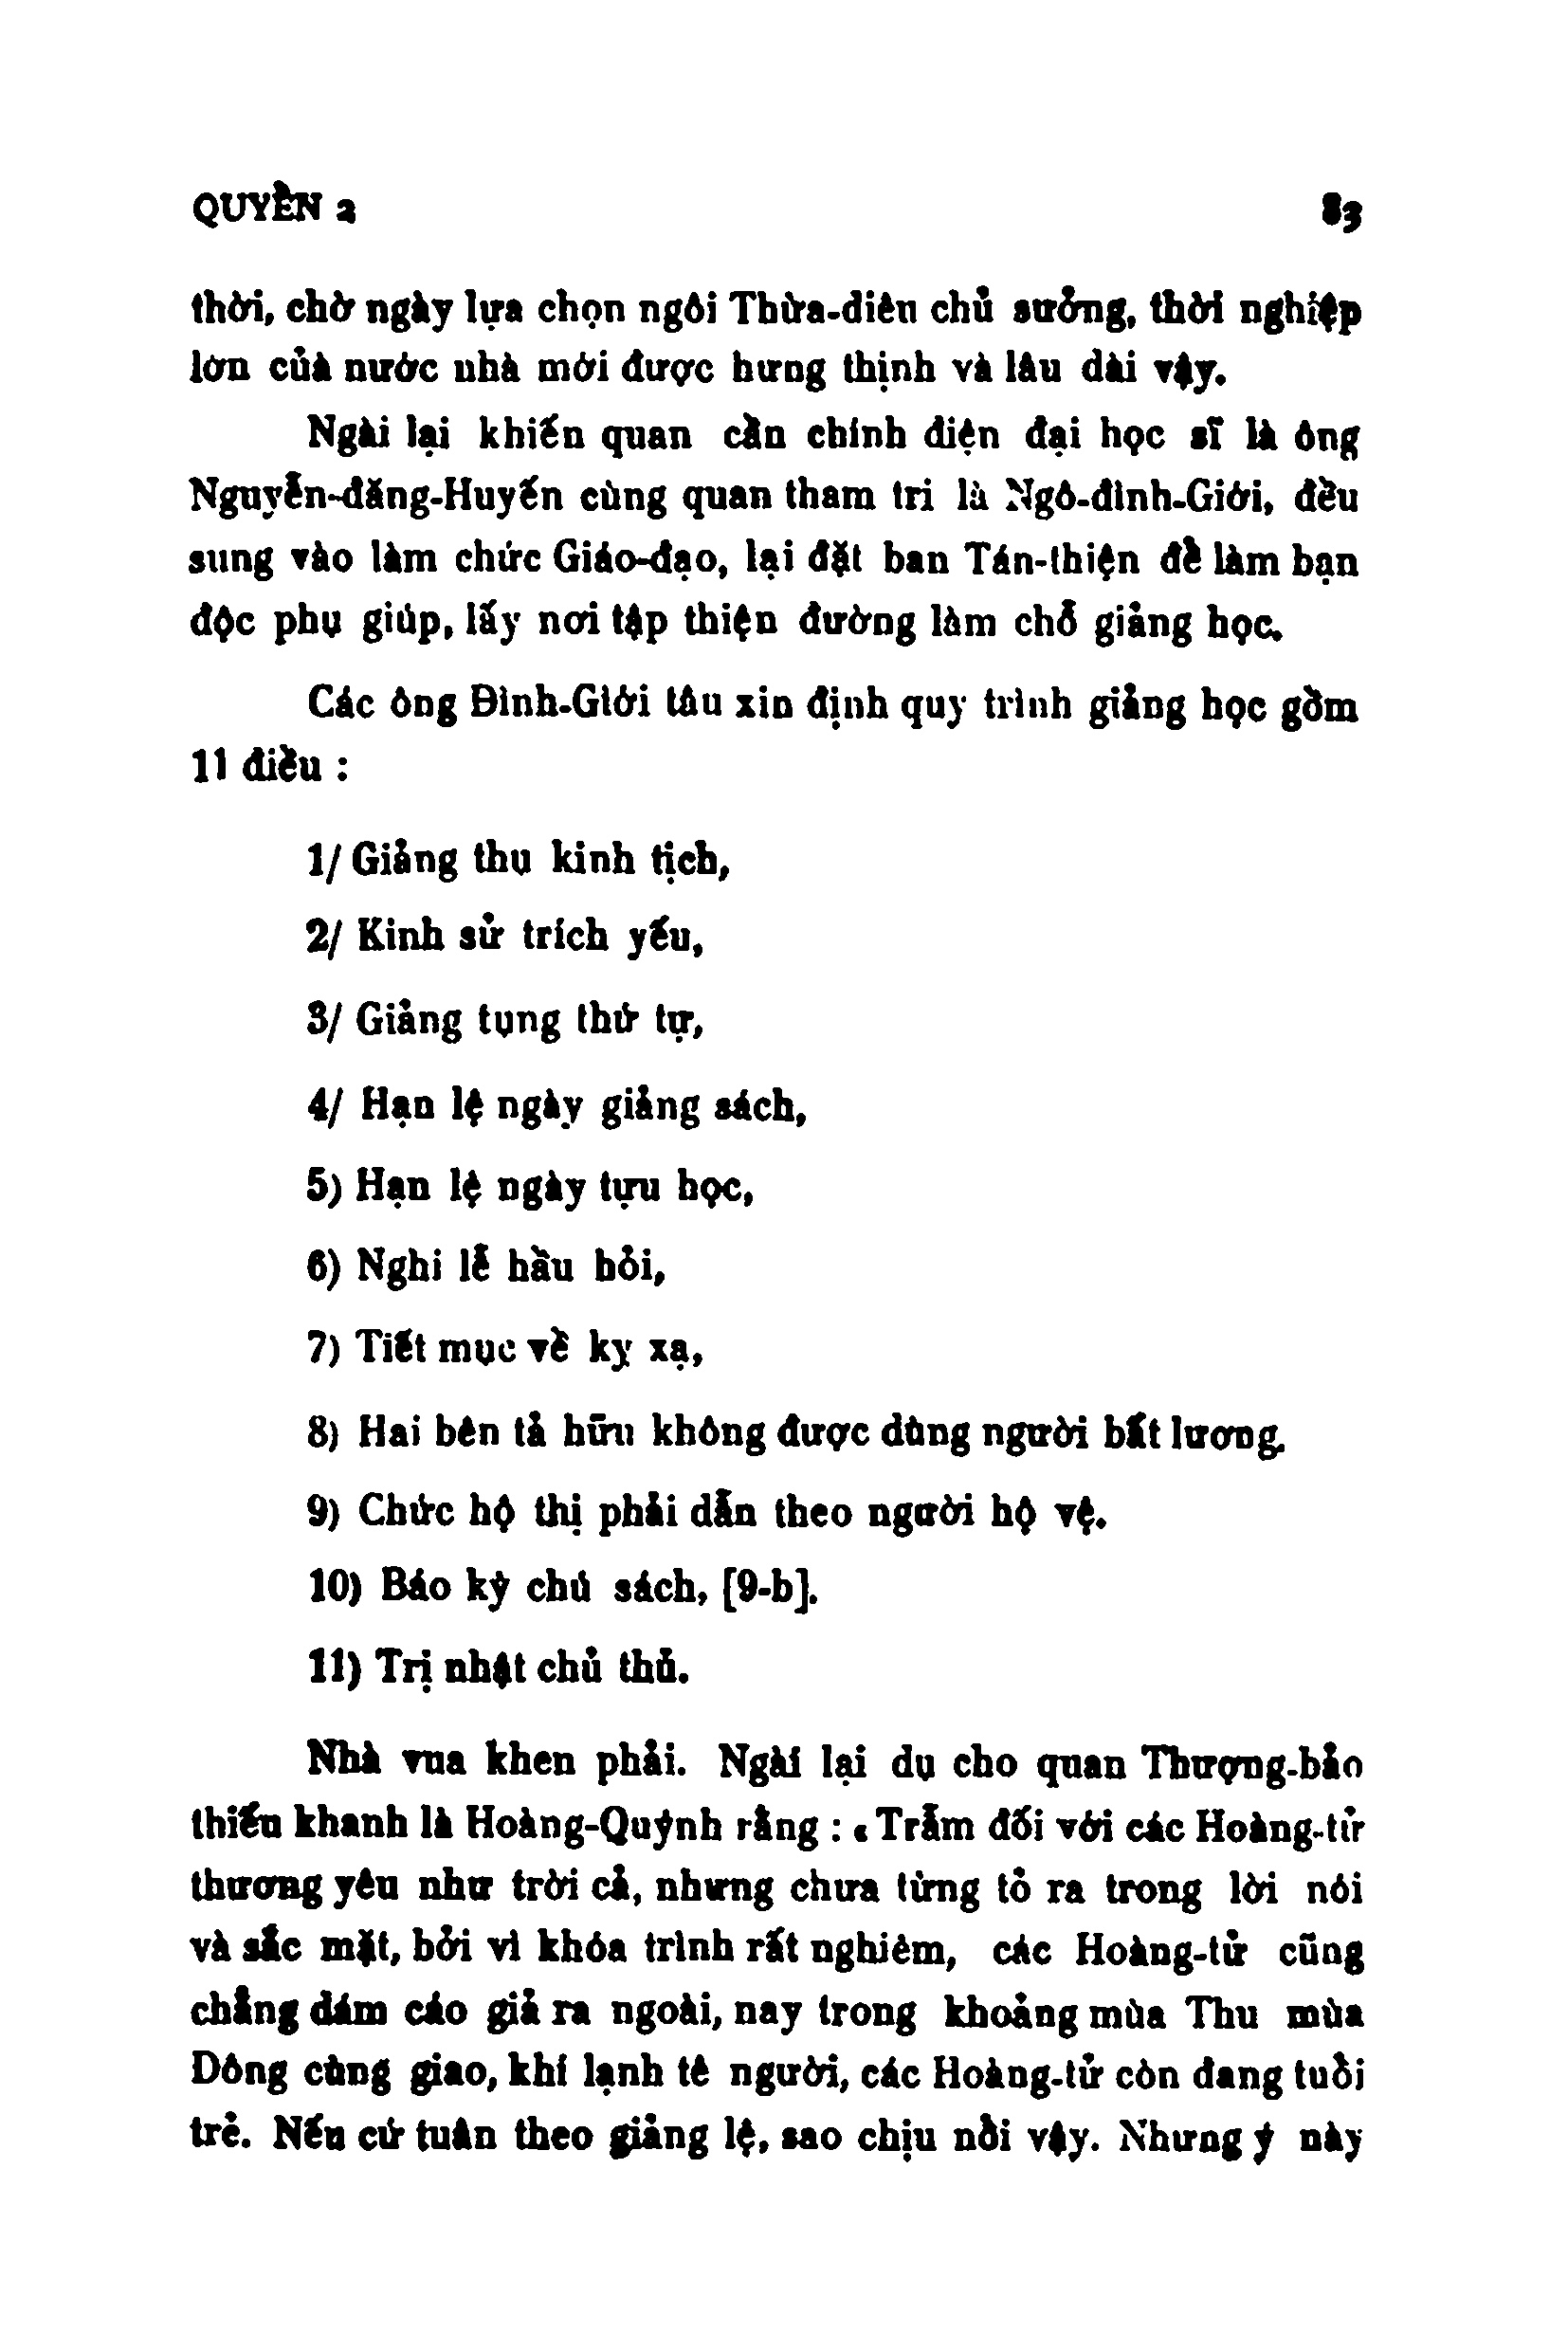 QUYỀN 2 83
thời, chờ ngày lựa chọn ngôi Thừa-diên chủ sưởng, thời nghiệp
lơn củà nước nhà mới được hưng thịnh và lâu dài vậy.
Ngài lại khiến quan cần chính điện đại học sĩ là ông
Nguyễn-đăng-Huyến cùng quan tham tri là Ngô-đình-Giới, đều
sung vào làm chức Giáo-đạo, lại đặt ban Tán-thiện để làm bạn
độc phụ giúp, lấy nơi tập thiện đường làm chỗ giảng học.
Các ông Đình-Giới tâu xin định quy trình giảng học gồm
11 điều :
1/ Giảng thụ kinh tịch,
2/ Kinh sử trích yếu,
3/ Giảng tụng thứ tự,
4/ Hạn lệ ngày giảng sách,
5) Hạn lệ ngày tựu học,
6) Nghi lễ hầu hỏi,
7) Tiết mục về kỵ xạ,
8) Hai bên tả hữu không được dùng người bất lương.
9) Chức hộ thị phải dẫn theo người hộ vệ.
10) Báo kỳ chú sách, [9-b].
11) Trị nhật chủ thủ.
Nhà vua khen phải. Ngài lại dụ cho quan Thượng-bảo
thiếu khanh là Hoàng-Quýnh rằng : « Trẫm đối với các Hoàng-tử
thương yêu như trời cả, nhưng chưa từng tỏ ra trong lời nói
và sắc mặt, bởi vì khóa trình rất nghiêm, các Hoàng-tử cũng
chẳng dám cáo giả ra ngoài, nay trong khoảng mùa Thu mùa
Đông cùng giao, khí lạnh tê người, các Hoàng-tử còn đang tuổi
trẻ. Nếu cứ tuân theo giảng lệ, sao chịu nổi vậy. Nhưng ý này